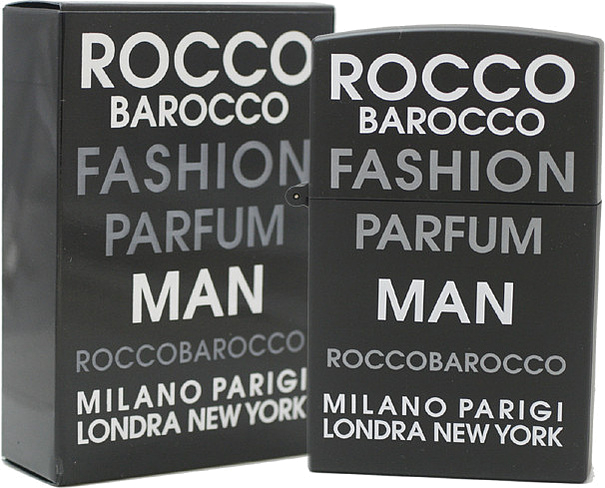 ROCCO
BAROCCO
FASHION
PARFUM
MAN
ROCCOBAROCCO
MILANO PARIGI
LONDRA NEW YORK
ROCCO
BAROCCO
FASHION
PARFUM
MAN
ROCCOBAROCCO
MILANO PARIGI
LONDRA NEW YORK